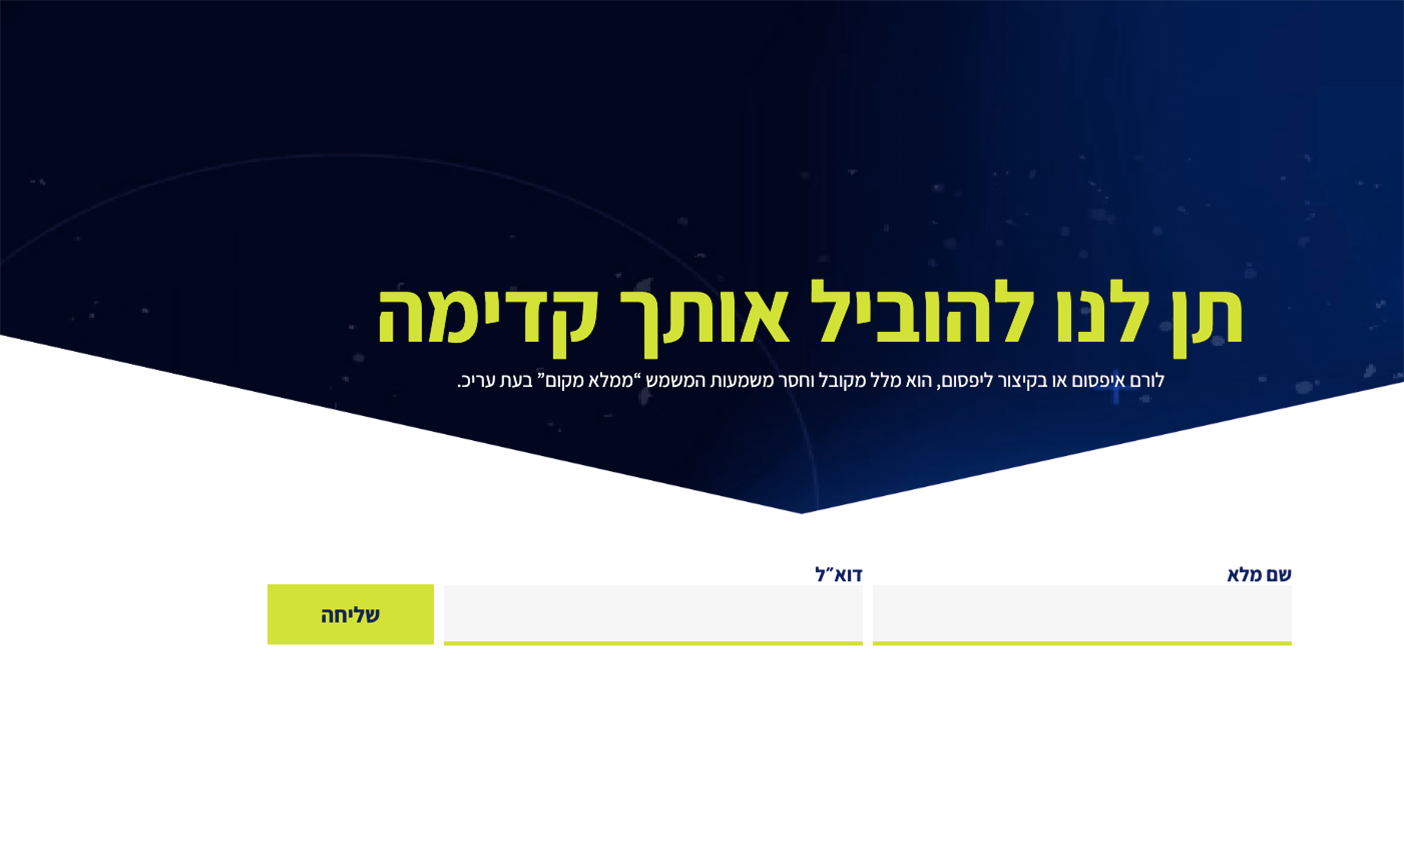 תן לנו להוביל אותך קדימה
לורם איפסום או בקיצור ליפסום, הוא מלל מקובל וחסר משמעות המשמש “ממלא מקום” בעת עריכ.
שם מלא
דוא״ל
שליחה